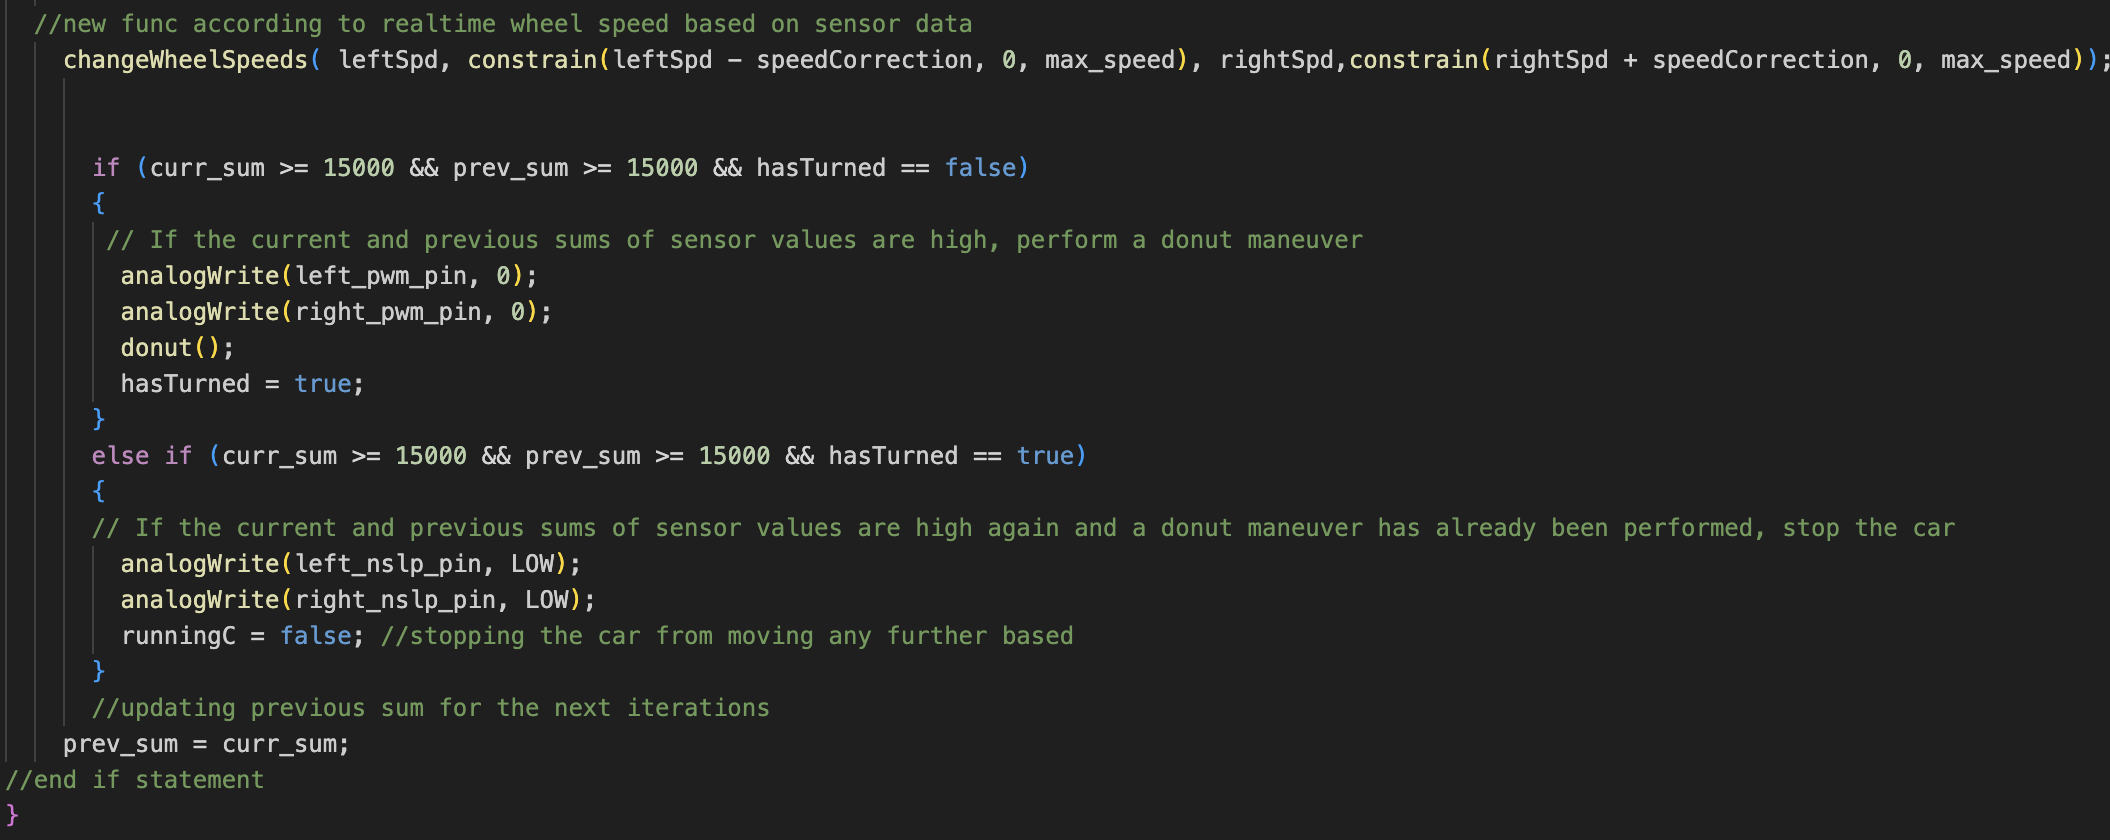 //new func according to realtime wheel speed based on sensor data
changeWheelSpeeds( leftSpd, constrain(leftSpd - speedCorrection, 0, max_speed), rightSpd,constrain(rightSpd + speedCorrection, 0, max_speed));
if (curr_sum >= 15000 && prev_sum >= 15000 && hasTurned == false)
{
// If the current and previous sums of sensor values are high, perform a donut maneuver
analogWrite(left_pwm_pin, 0);
analogWrite(right_pwm_pin, 0);
donut();
hasTurned = true;
}
else if (curr_sum >= 15000 && prev_sum >= 15000 && hasTurned == true)
{
// If the current and previous sums of sensor values are high again and a donut maneuver has already been performed, stop the car
analogWrite(left_nslp_pin, LOW);
analogWrite(right_nslp_pin, LOW);
runningC = false; //stopping the car from moving any further based
}
//updating previous sum for the next iterations
prev_sum = curr_sum;
//end if statement
}